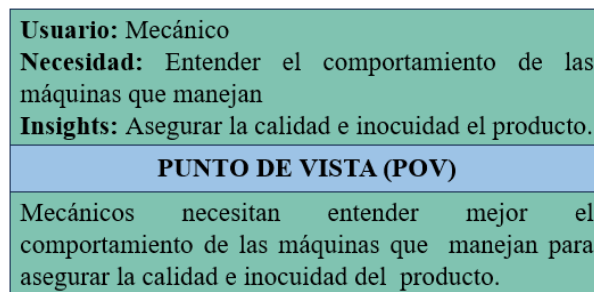 Usuario: Mecánico
Necesidad: Entender el comportamiento de las
máquinas que manejan
Insights: Asegurar la calidad e inocuidad el producto.
PUNTO DE VISTA (POV)
Mecánicos necesitan entender mejor el
comportamiento de las máquinas que manejan para
asegurar la calidad e inocuidad del producto.